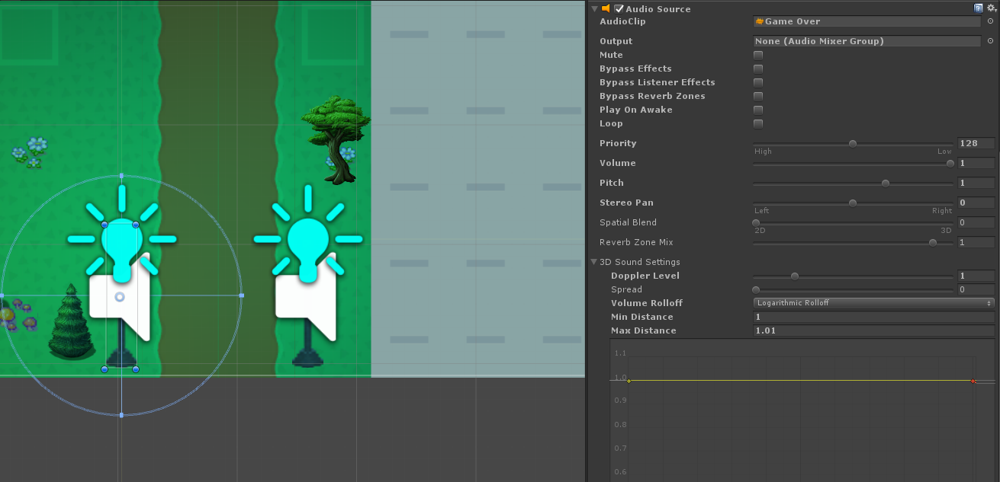 Audio Source
AudioClip Game Over
Output None (Audio Mixer Group)
Mute
Bypass Effects
Bypass Listener Effects
Bypass Reverb Zones
Play On Awake
Loop
Priority 128
High Low
Volume 1
Pitch 1
Stereo Pan 0
Left Right
Spatial Blend 0
2D 3D
Reverb Zone Mix 1
3D Sound Settings
Doppler Level 1
Spread 0
Volume Rolloff Logarithmic Rolloff
Min Distance 1
Max Distance 1.01
1.1
1.0
0.9
0.8
0.7
0.6